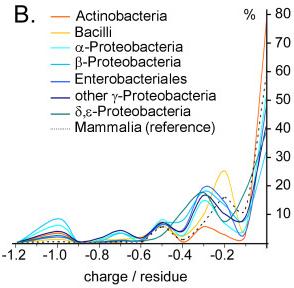 B.
%
Actinobacteria
Bacilli
α-Proteobacteria
β-Proteobacteria
Enterobacteriales
other γ-Proteobacteria
δ,ε-Proteobacteria
Mammalia (reference)
80
70
60
50
40
30
20
10
-1.2 -1.0 -0.8 -0.6 -0.4 -0.2 0
charge / residue